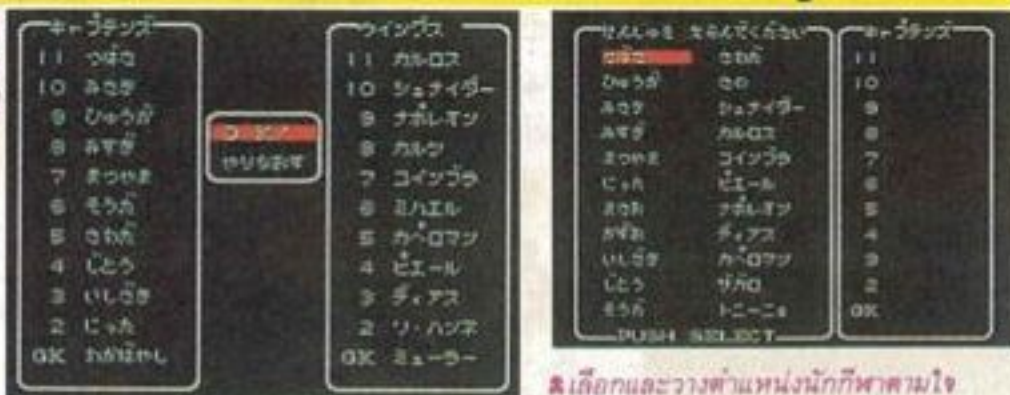 キャプテンズ
11 つばさ
10 みさき
9 ひゅうが
8 みすぎ
7 まつやま
6 そうだ
5 さわだ
4 じとう
3 いしざき
2 にった
GK わかばやし
やりなおす
ウイングス
11 カルロス
10 シュナイダー
9 ナポレオン
8 カルツ
7 コインブラ
6 ミハエル
5 カペロマン
4 ピエール
3 ディアス
2 リ・ハンネ
GK ミューラー
せんしゅを ならんでください
つばさ さわだ
ひゅうが
みさき シュナイダー
みすぎ カルロス
まつやま コインブラ
にった ピエール
まさお ナポレオン
かずお ディアス
いしざき カペロマン
じとう ザガロ
そうだ トニーニョ
PUSH SELECT
キャプテンズ
11
10
9
8
7
6
5
4
3
2
GK
เลือกและวางตำแหน่งนักกีฬาตามใจ